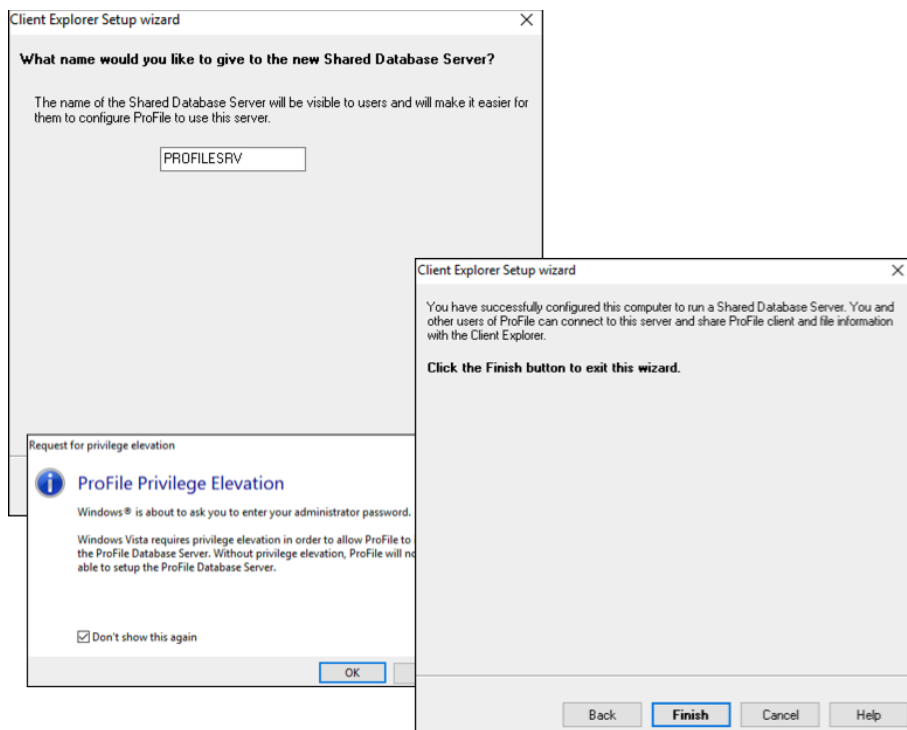 Client Explorer Setup wizard
What name would you like to give to the new Shared Database Server?
The name of the Shared Database Server will be visible to users and will make it easier for
them to configure ProFile to use this server.
PROFILESRV
Request for privilege elevation
ProFile Privilege Elevation
Windows® is about to ask you to enter your administrator password.
Windows Vista requires privilege elevation in order to allow ProFile to
the ProFile Database Server. Without privilege elevation, ProFile will
able to setup the ProFile Database Server.
Don't show this again
OK
Client Explorer Setup wizard
You have successfully configured this computer to run a Shared Database Server. You and
other users of ProFile can connect to this server and share ProFile client and file information
with the Client Explorer.
Click the Finish button to exit this wizard.
Back Finish Cancel Help